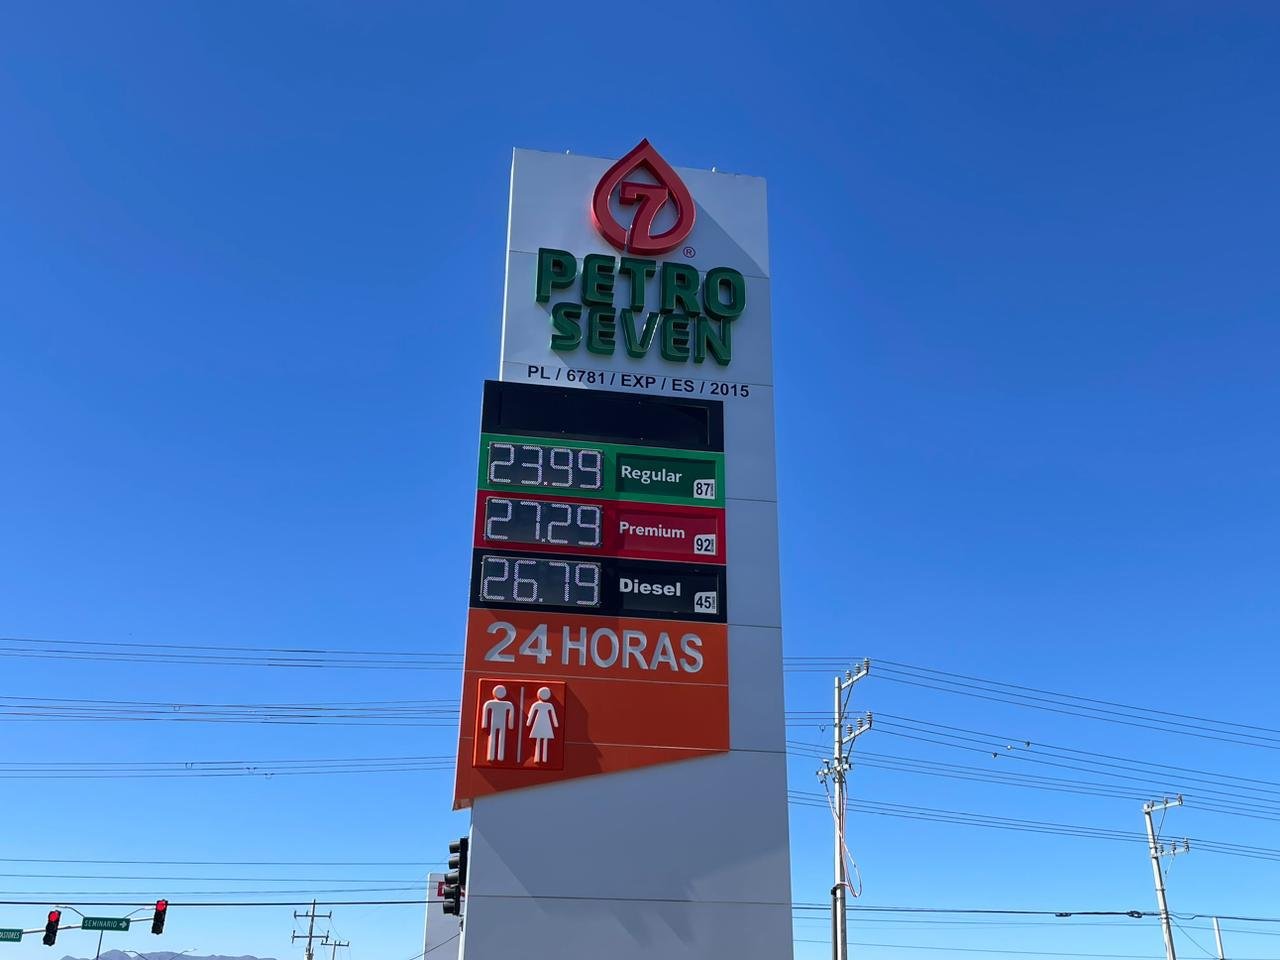 7
®
PETRO
SEVEN
PL / 6781 / EXP / ES / 2015
23.99 Regular 87
27.29 Premium 92
26.79 Diesel 45
24 HORAS
SEMINARIO →